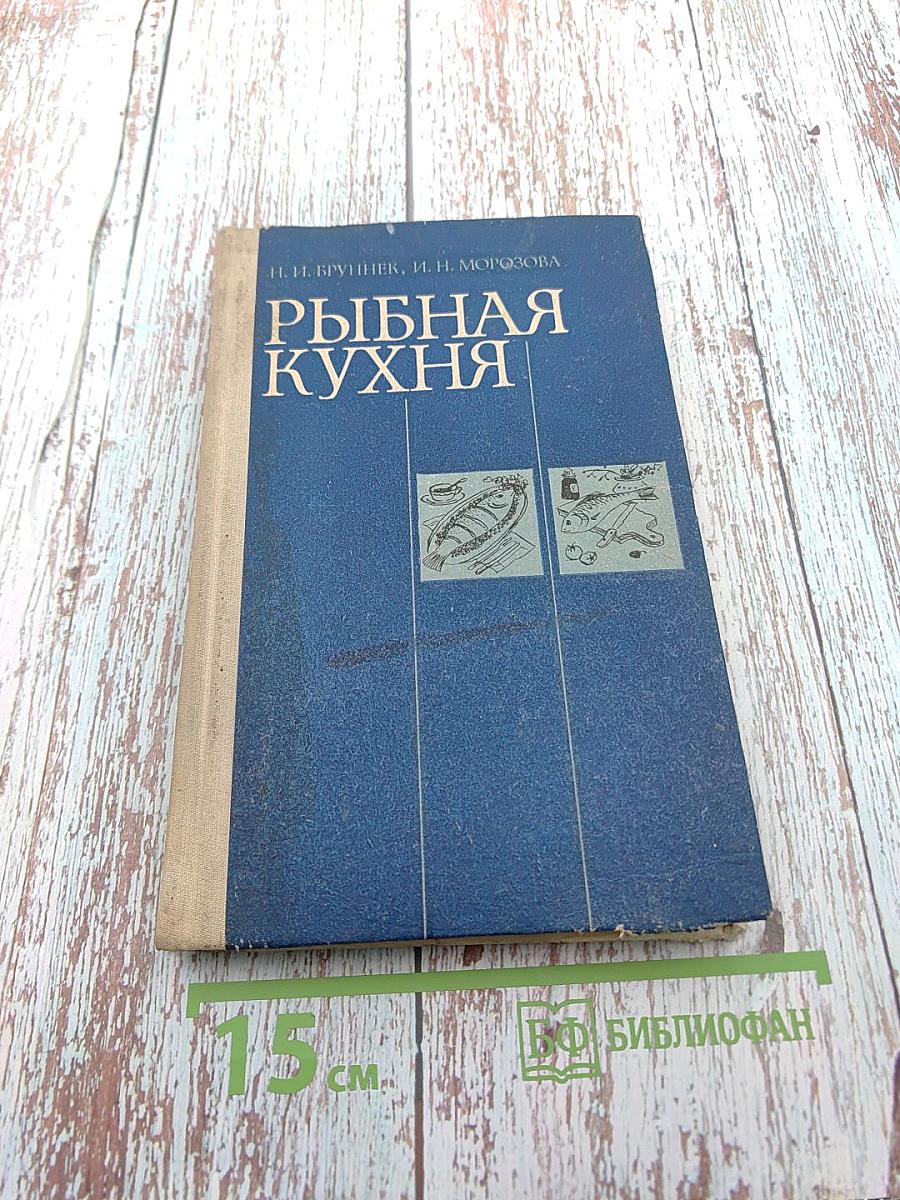 Н. И. БРУННЕК, И. Н. МОРОЗОВА
РЫБНАЯ
КУХНЯ
15 см
БФ БИБЛИОФАН